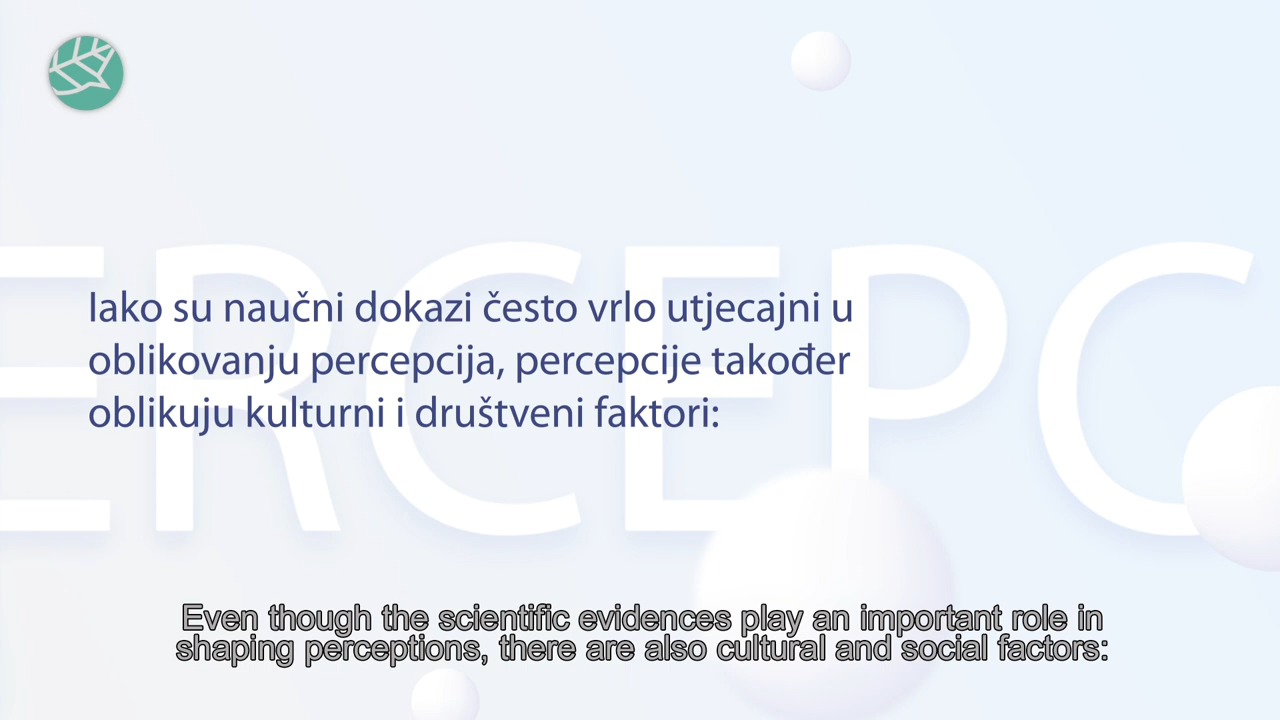 ERCEPC
Iako su naučni dokazi često vrlo utjecajni u
oblikovanju percepcija, percepcije također
oblikuju kulturni i društveni faktori:
Even though the scientific evidences play an important role in
shaping perceptions, there are also cultural and social factors: